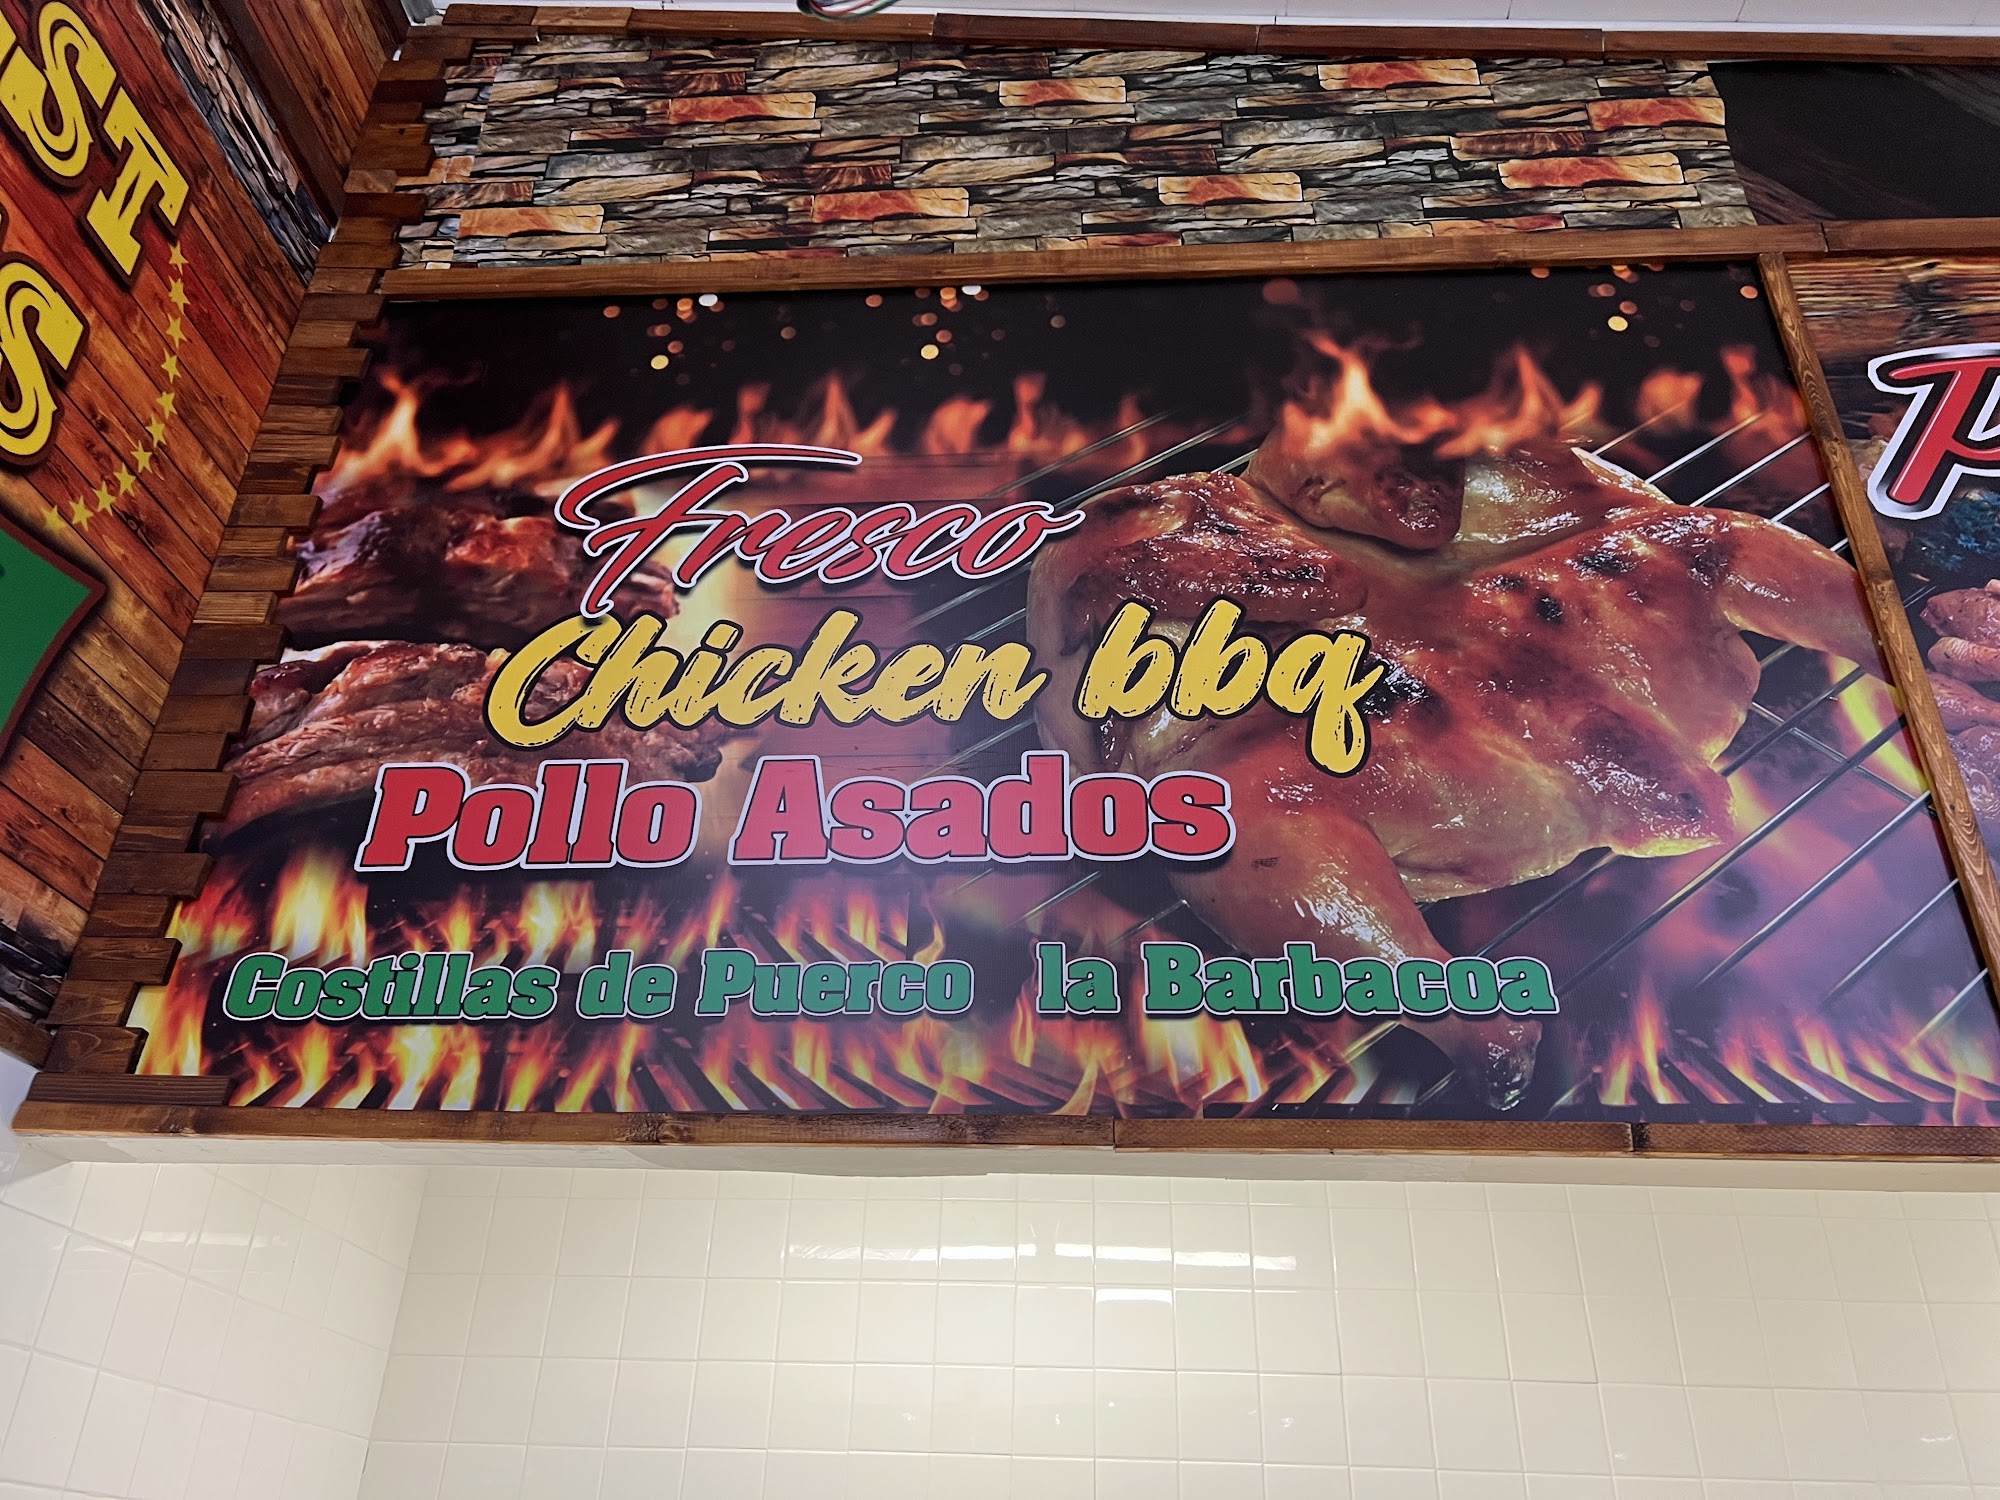 Fresco
Chicken bbq
Pollo Asados
Costillas de Puerco la Barbacoa